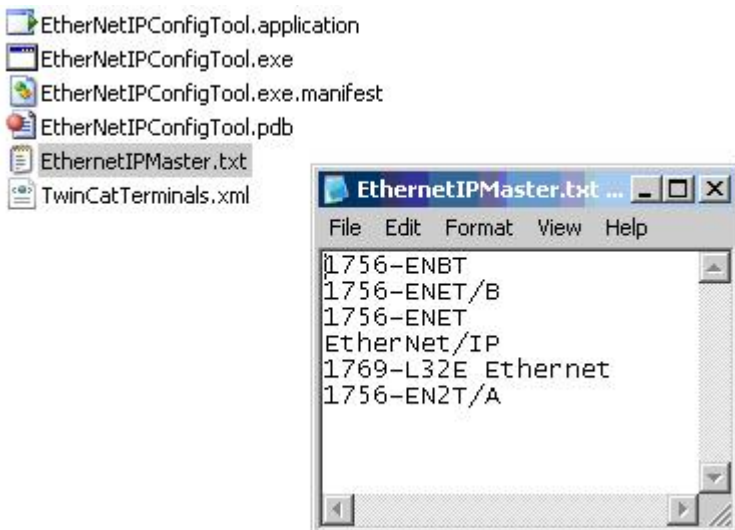 EtherNetIPConfigTool.application
EtherNetIPConfigTool.exe
EtherNetIPConfigTool.exe.manifest
EtherNetIPConfigTool.pdb
EthernetIPMaster.txt
TwinCatTerminals.xml
EthernetIPMaster.txt ...
File Edit Format View Help
1756-ENBT
1756-ENET/B
1756-ENET
EtherNet/IP
1769-L32E Ethernet
1756-EN2T/A